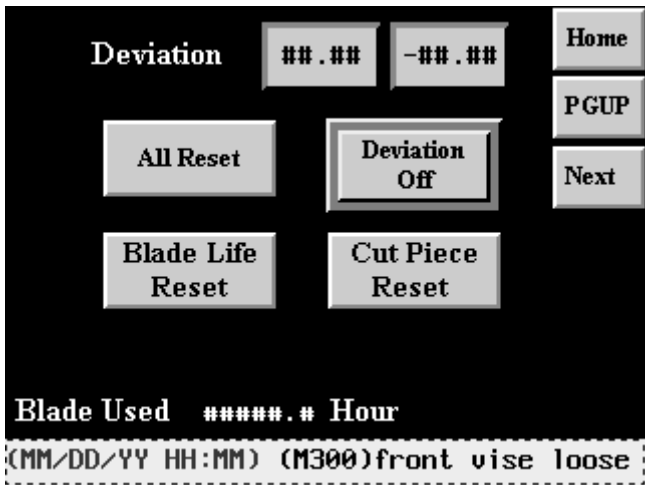 Deviation ##.## -##.## Home
PGUP
All Reset Deviation Off Next
Blade Life Reset Cut Piece Reset
Blade Used #####.# Hour
(MM/DD/YY HH:MM) (M300)front vise loose